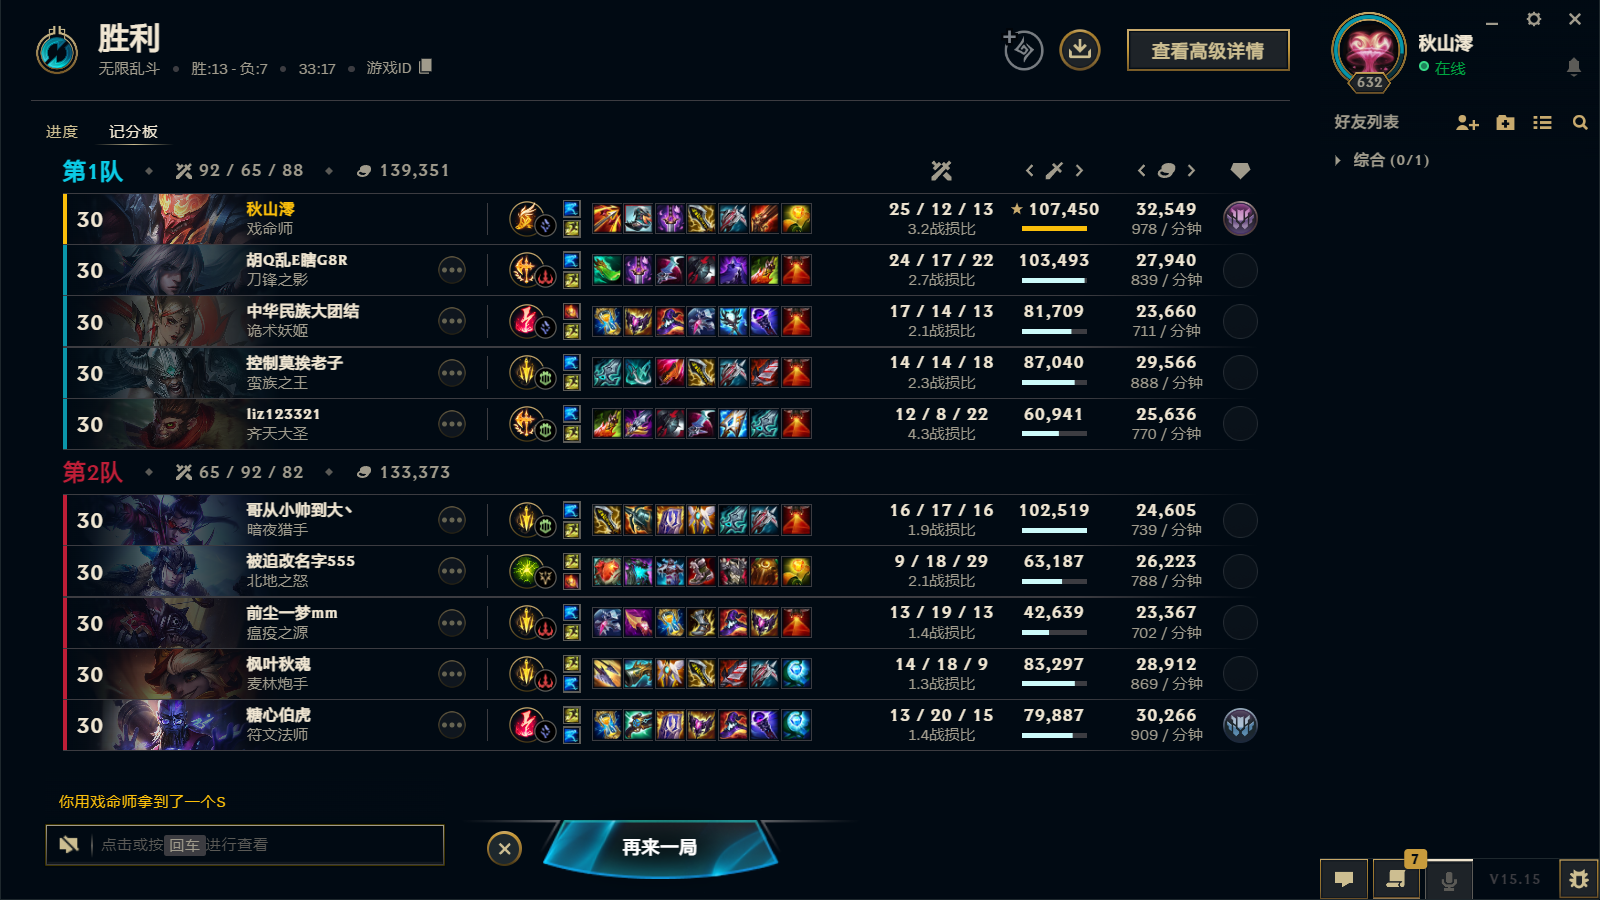 胜利
无限乱斗 • 胜:13 - 负:7 • 33:17 • 游戏ID
查看高级详情
632
秋山澪
在线
好友列表
综合 (0/1)
进度 记分板
第1队 92 / 65 / 88 139,351
30 秋山澪 25 / 12 / 13 107,450 32,549
戏命师 3.2战损比 978 / 分钟
30 胡Q乱E瞎G8R 24 / 17 / 22 103,493 27,940
刀锋之影 2.7战损比 839 / 分钟
30 中华民族大团结 17 / 14 / 13 81,709 23,660
诡术妖姬 2.1战损比 711 / 分钟
30 控制莫挨老子 14 / 14 / 18 87,040 29,566
蛮族之王 2.3战损比 888 / 分钟
30 liz123321 12 / 8 / 22 60,941 25,636
齐天大圣 4.3战损比 770 / 分钟
第2队 65 / 92 / 82 133,373
30 哥从小帅到大丶 16 / 17 / 16 102,519 24,605
暗夜猎手 1.9战损比 739 / 分钟
30 被迫改名字555 9 / 18 / 29 63,187 26,223
北地之怒 2.1战损比 788 / 分钟
30 前尘一梦mm 13 / 19 / 13 42,639 23,367
瘟疫之源 1.4战损比 702 / 分钟
30 枫叶秋魂 14 / 18 / 9 83,297 28,912
麦林炮手 1.3战损比 869 / 分钟
30 糖心伯虎 13 / 20 / 15 79,887 30,266
符文法师 1.4战损比 909 / 分钟
你用戏命师拿到了一个S
点击或按 回车 进行查看
再来一局
7
V15.15